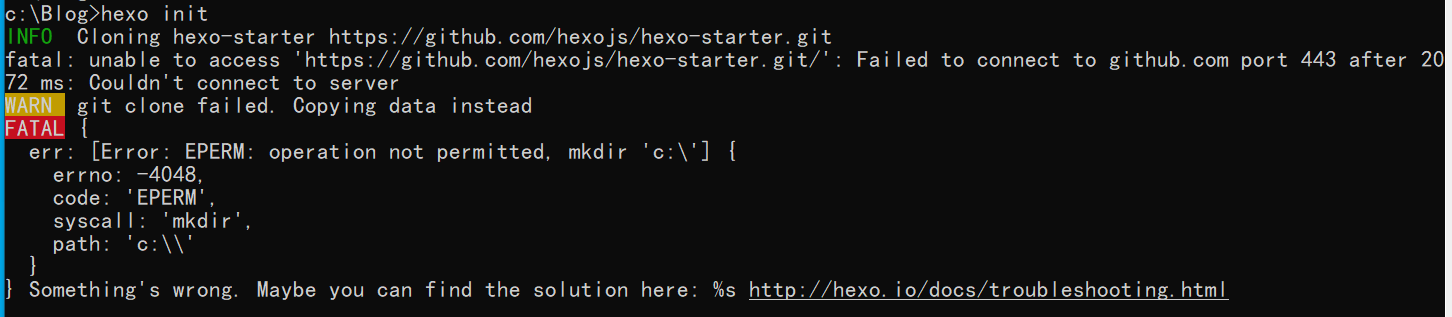 c:\Blog>hexo init
INFO  Cloning hexo-starter https://github.com/hexojs/hexo-starter.git
fatal: unable to access 'https://github.com/hexojs/hexo-starter.git/': Failed to connect to github.com port 443 after 20
72 ms: Couldn't connect to server
WARN  git clone failed. Copying data instead
FATAL {
  err: [Error: EPERM: operation not permitted, mkdir 'c:\'] {
    errno: -4048,
    code: 'EPERM',
    syscall: 'mkdir',
    path: 'c:\\'
  }
} Something's wrong. Maybe you can find the solution here: %s http://hexo.io/docs/troubleshooting.html